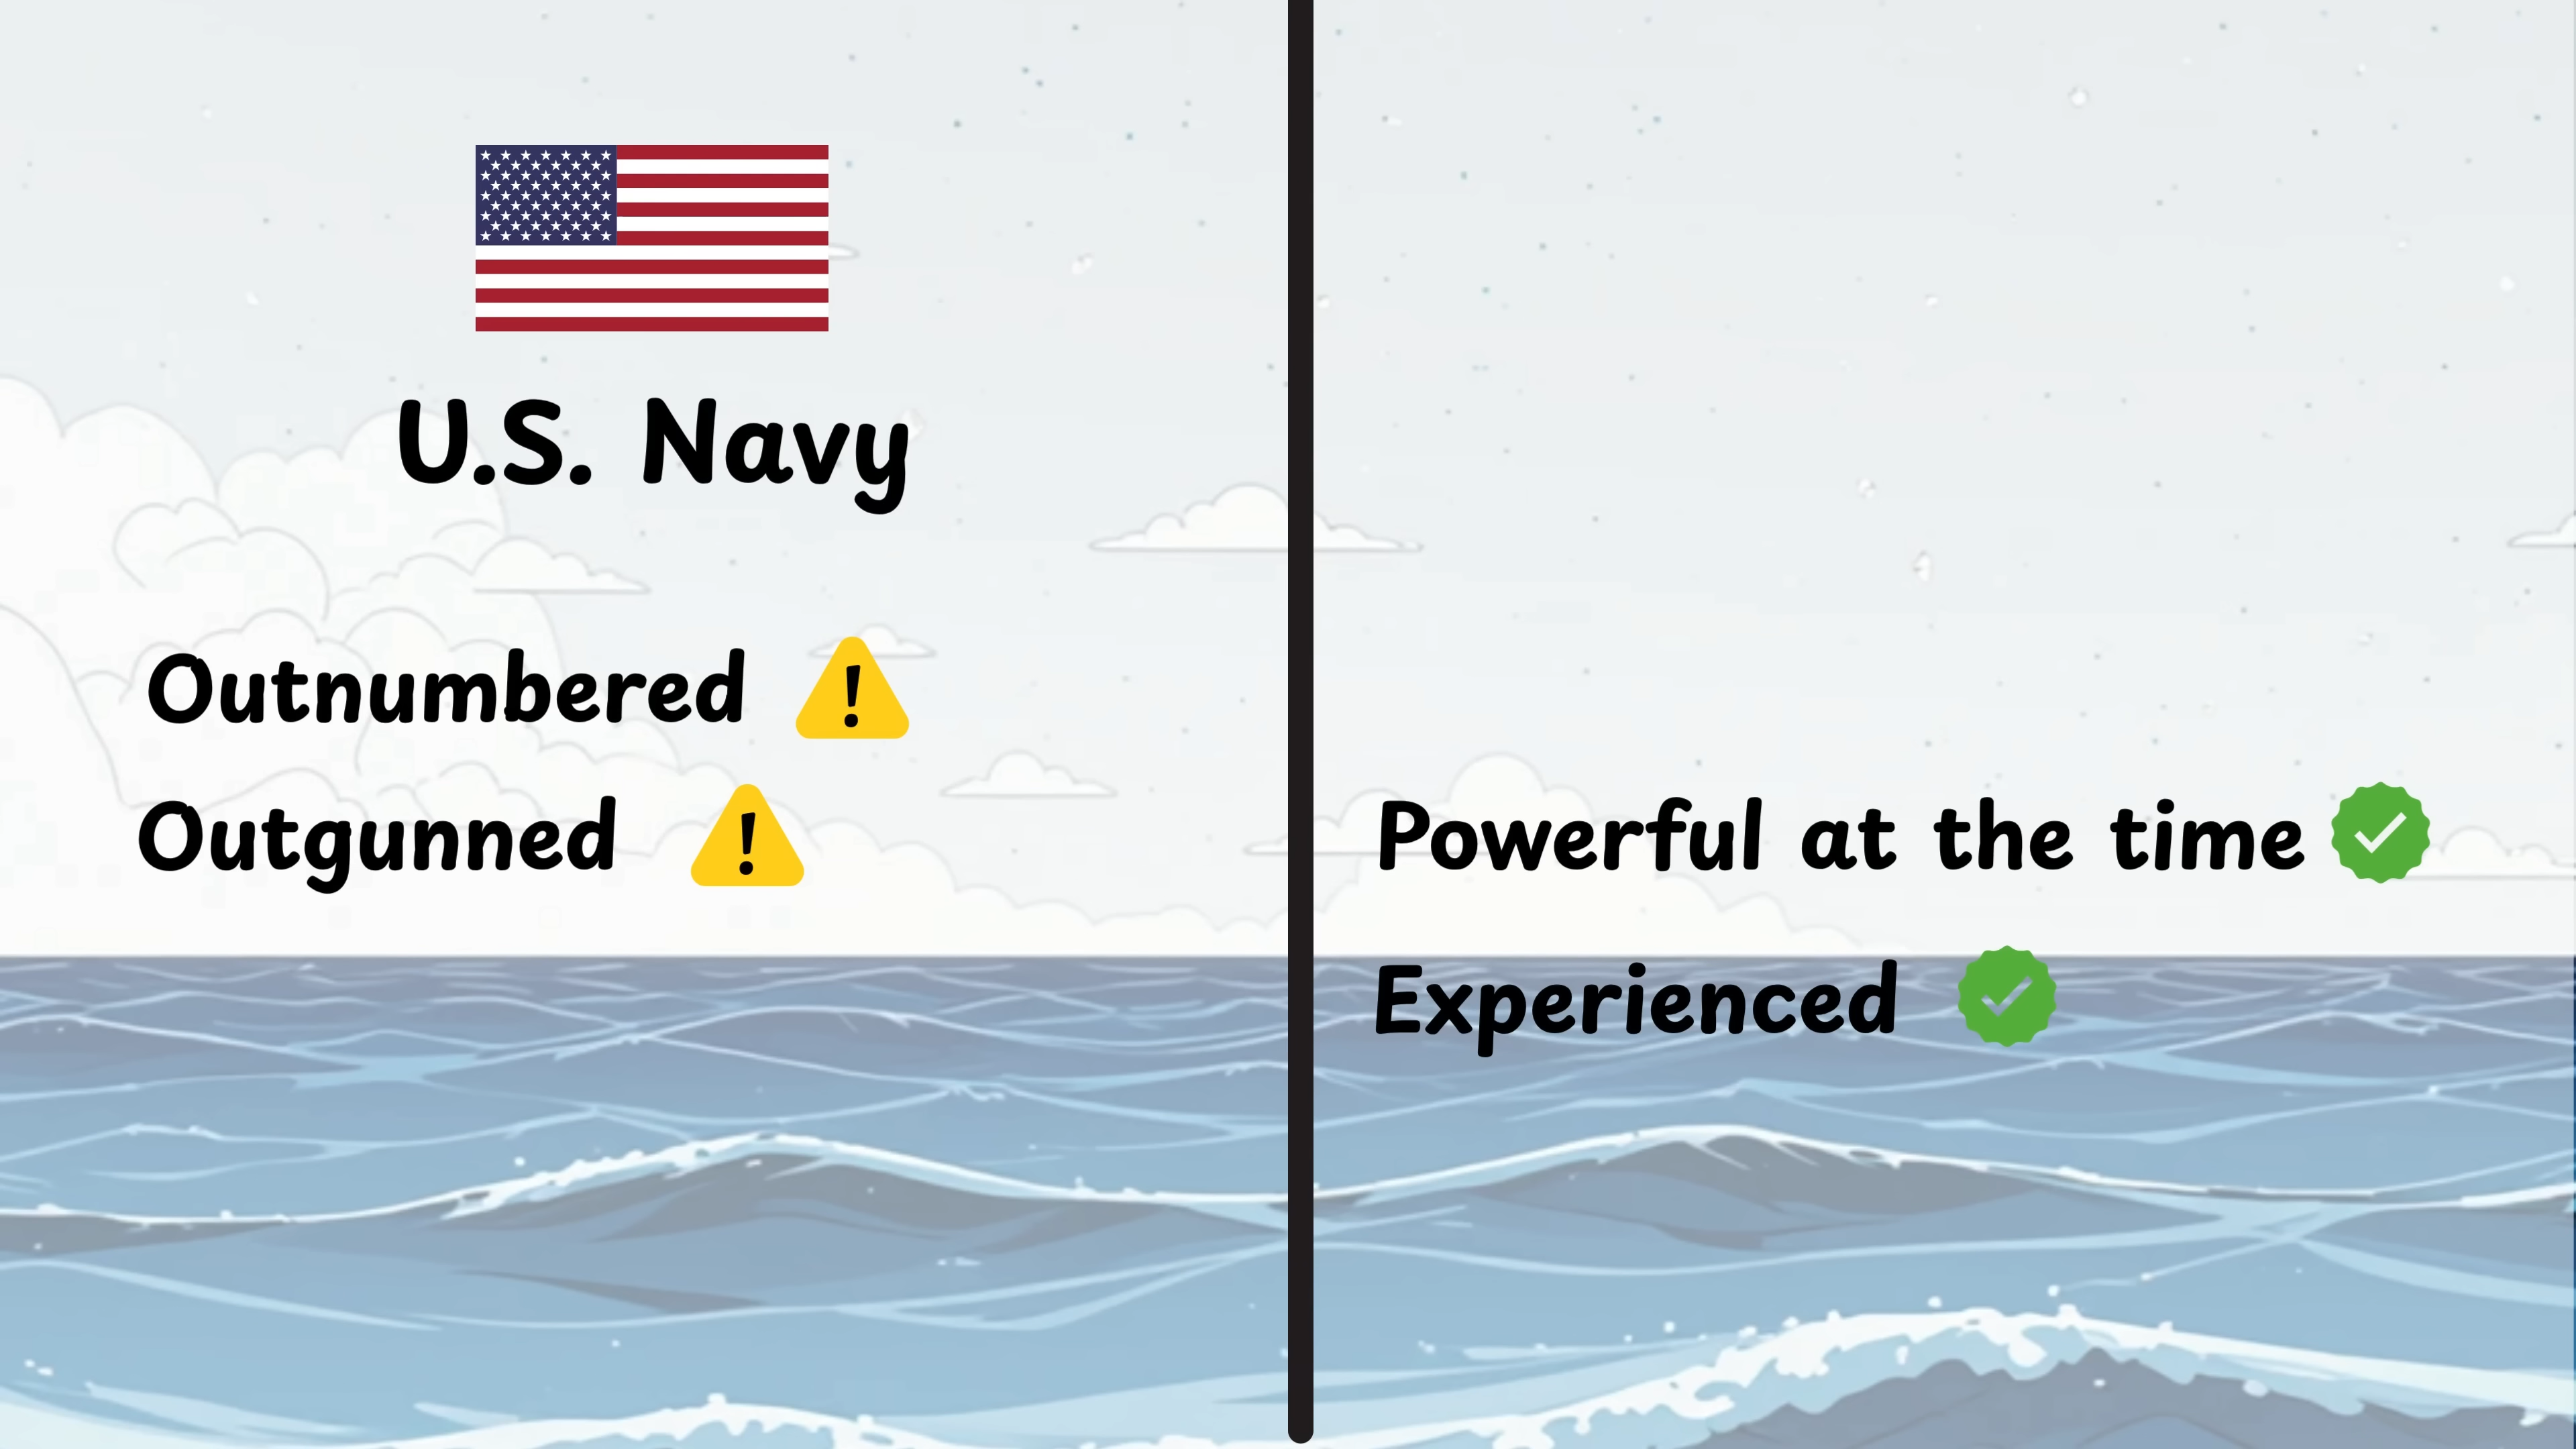 U.S. Navy
Outnumbered
Outgunned
Powerful at the time
Experienced